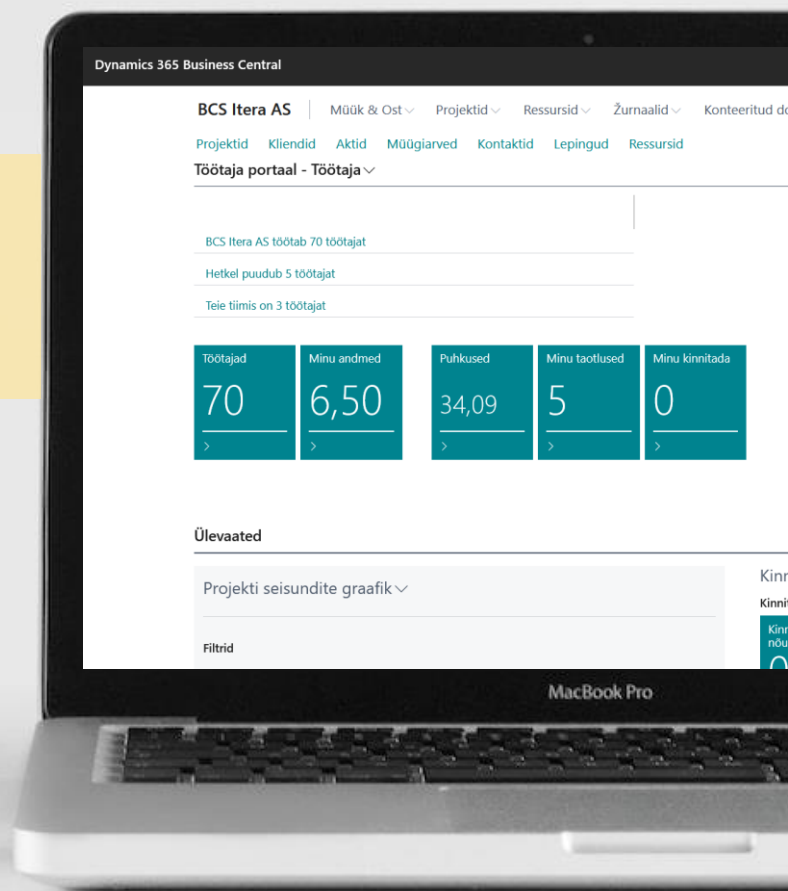 Dynamics 365 Business Central
BCS Itera AS Müük & Ost Projektid Ressursid Žurnaalid Konteeritud
Projektid Kliendid Aktid Müügiarved Kontaktid Lepingud Ressursid
Töötaja portaal - Töötaja
BCS Itera AS töötab 70 töötajat
Hetkel puudub 5 töötajat
Teie tiimis on 3 töötajat
Töötajad Minu andmed Puhkused Minu taotlused Minu kinnitada
70 6,50 34,09 5 0
Ülevaated
Projekti seisundite graafik
Filtrid
MacBook Pro